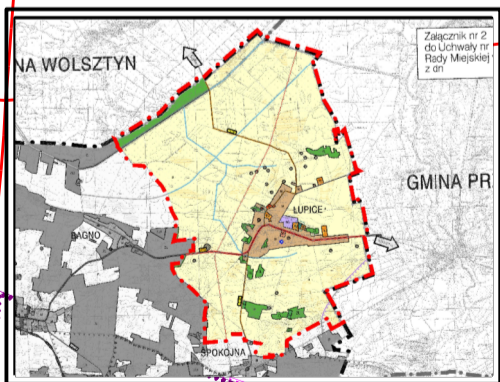 NA WOLSZTYN
Załącznik nr 2
do Uchwały nr
Rady Miejskiej
z dn
GMINA PR
ŁUPICE
BAGNO
SPOKOJNA